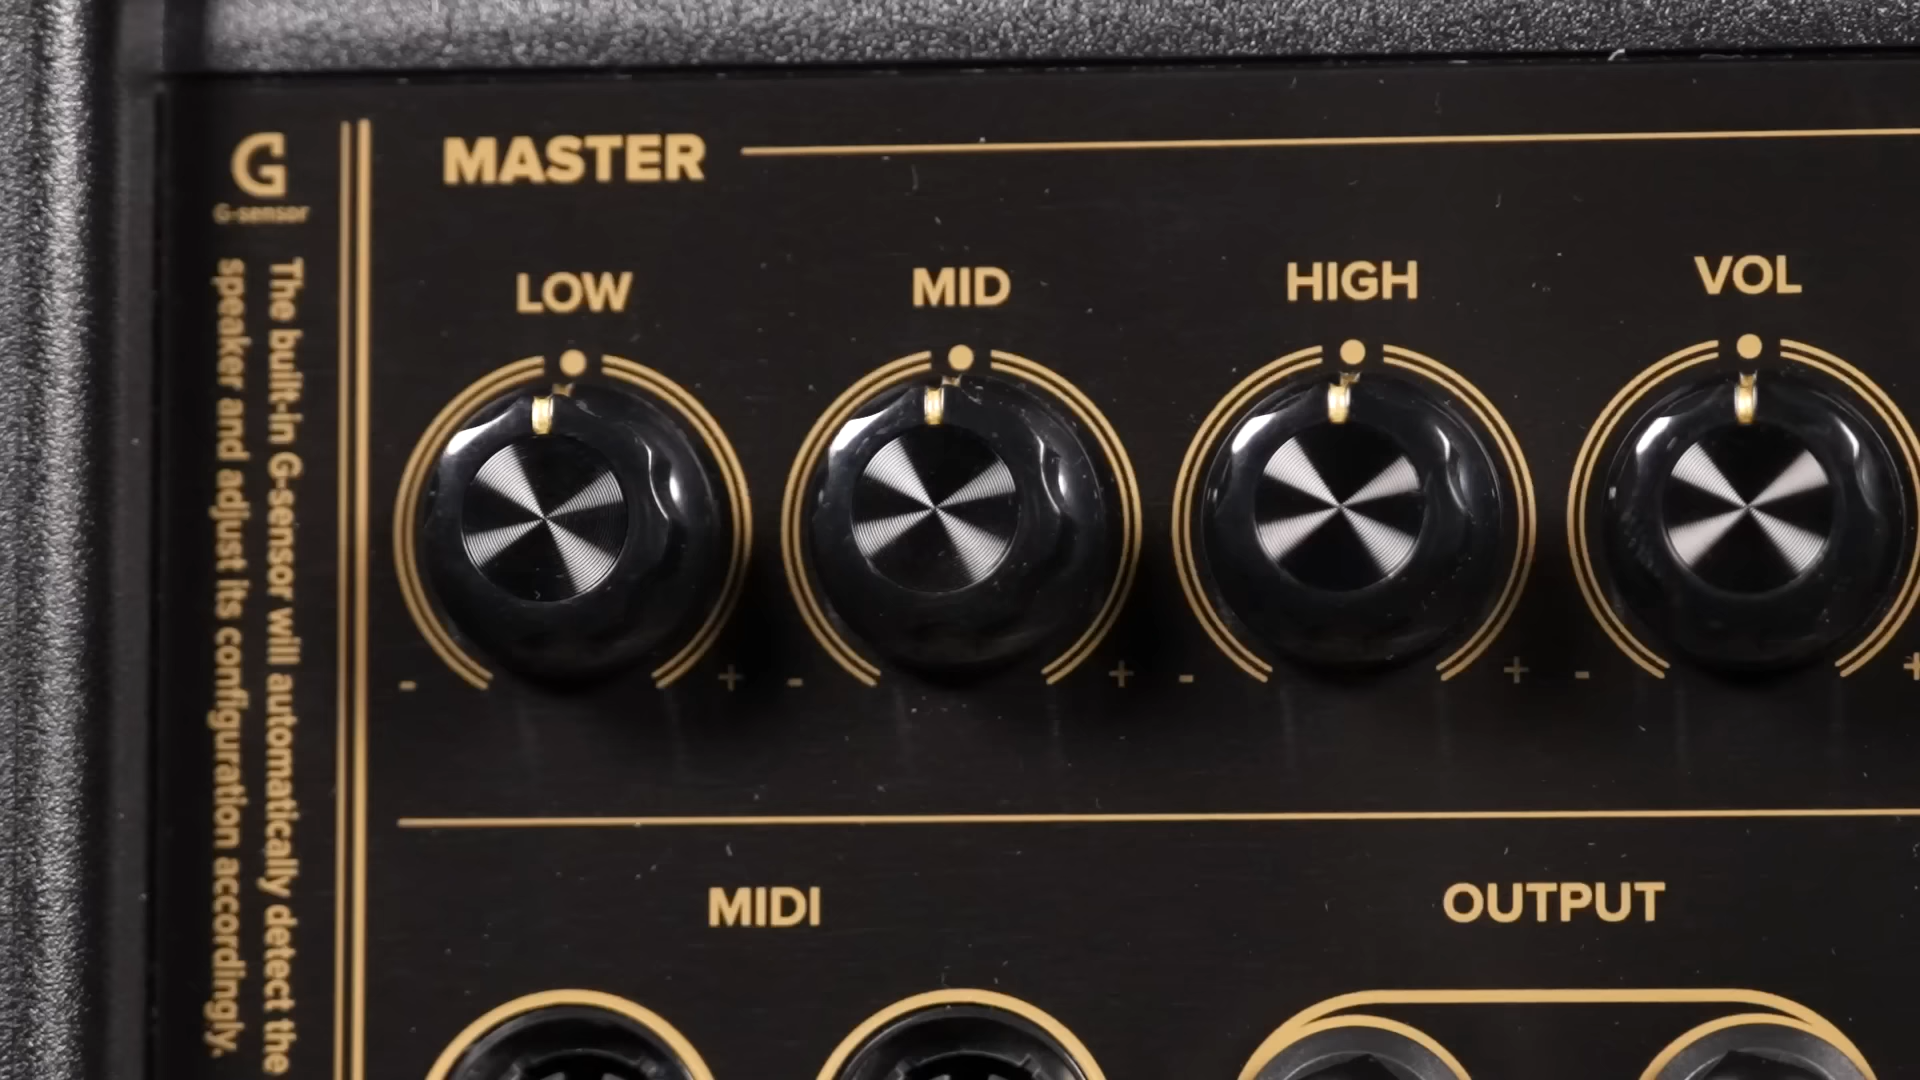 G
G-sensor
The built-in G-sensor will automatically detect the
speaker and adjust its configuration accordingly.
MASTER
LOW MID HIGH VOL
- + - + - + - +
MIDI OUTPUT